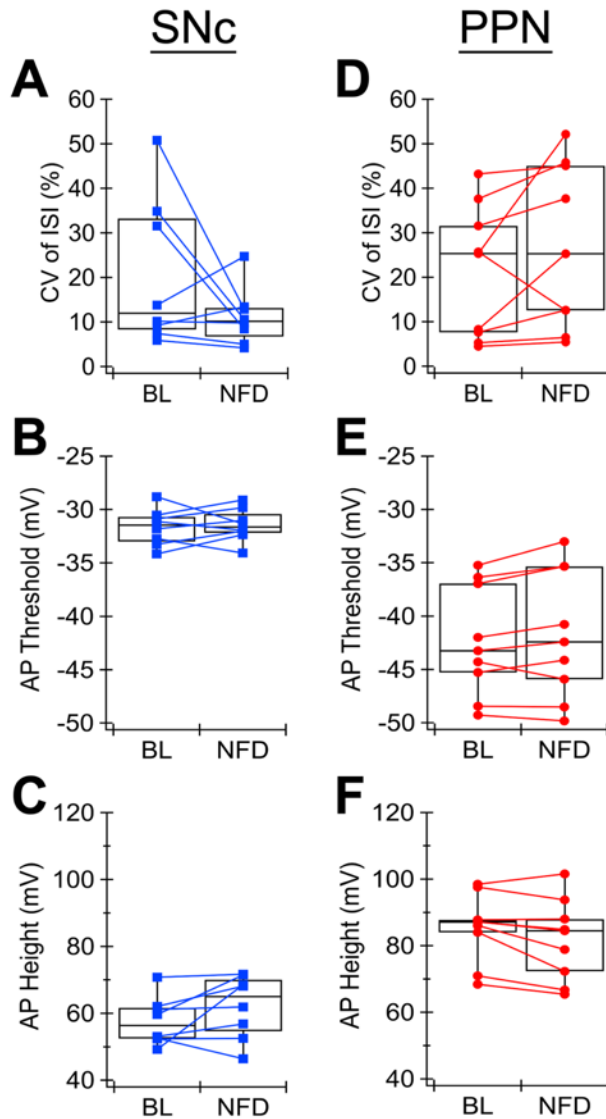 SNc
PPN
A
60
50
40
30
20
10
0
CV of ISI (%)
BL NFD
D
60
50
40
30
20
10
0
CV of ISI (%)
BL NFD
B
-25
-30
-35
-40
-45
-50
AP Threshold (mV)
BL NFD
E
-25
-30
-35
-40
-45
-50
AP Threshold (mV)
BL NFD
C
120
100
80
60
40
AP Height (mV)
BL NFD
F
120
100
80
60
40
AP Height (mV)
BL NFD